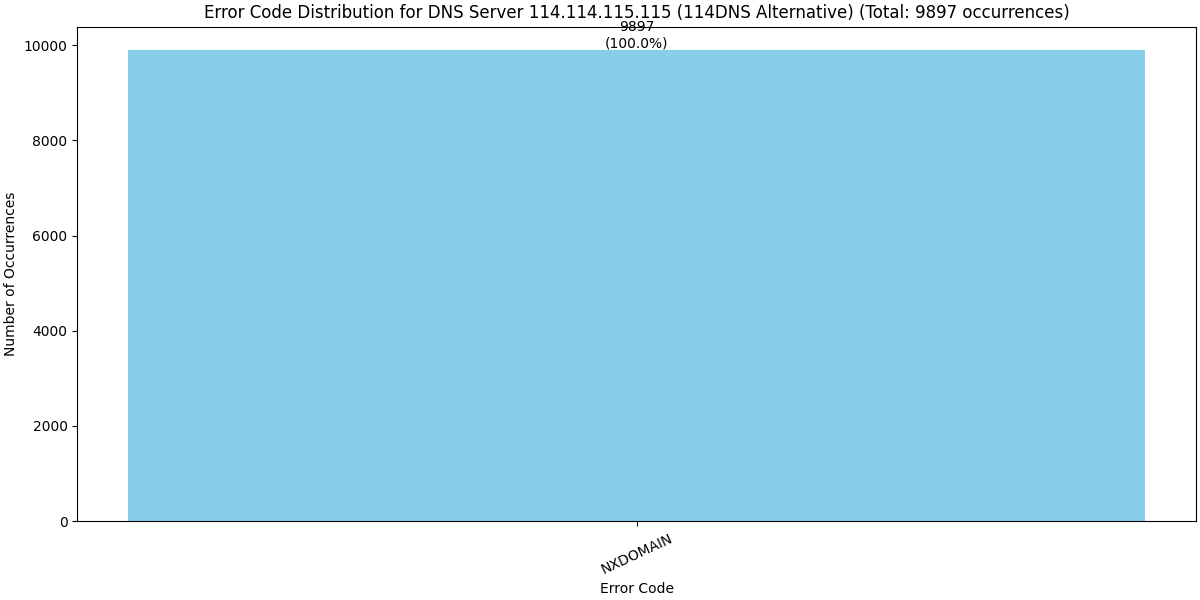 Error Code Distribution for DNS Server 114.114.115.115 (114DNS Alternative) (Total: 9897 occurrences)
9897
(100.0%)
10000
8000
6000
4000
2000
0
Number of Occurrences
NXDOMAIN
Error Code